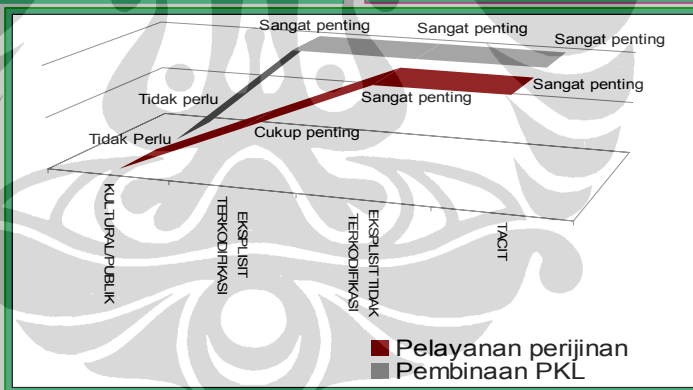 Sangat penting
Sangat penting
Sangat penting
Tidak perlu
Sangat penting
Sangat penting
Tidak Perlu
Cukup penting
KULTURAL/PUBLIK
EKSPLISIT
TERKODIFIKASI
EKSPLISIT TIDAK
TERKODIFIKASI
TACIT
Pelayanan perijinan
Pembinaan PKL